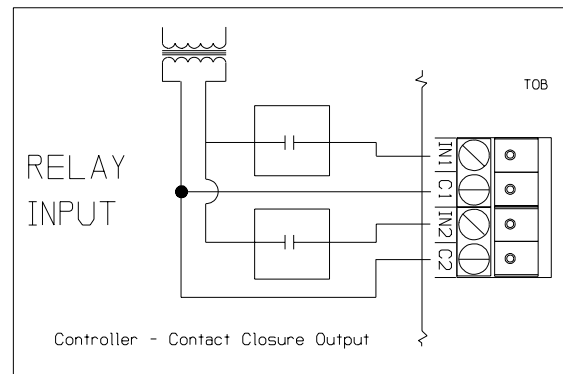 TOB
RELAY
INPUT
IN1
C1
IN2
C2
Controller - Contact Closure Output